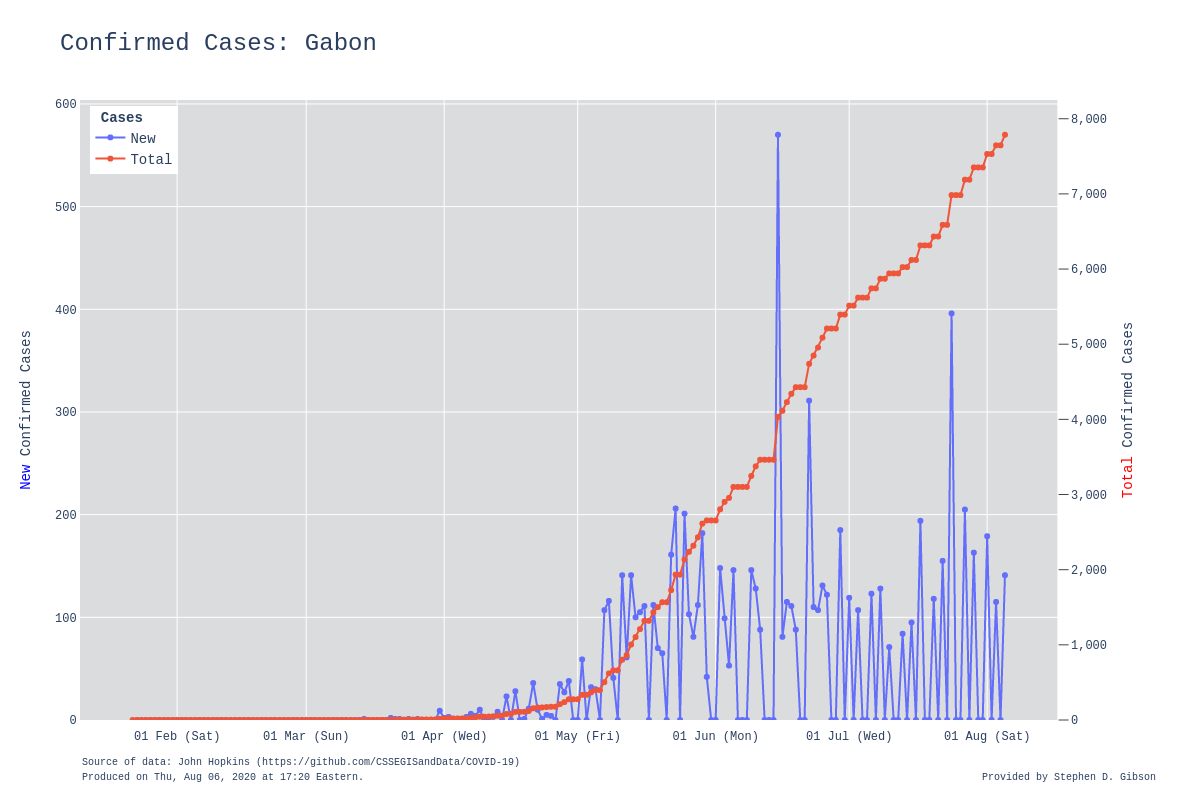 Confirmed Cases: Gabon
Cases
New
Total
600
500
400
300
200
100
0
8,000
7,000
6,000
5,000
4,000
3,000
2,000
1,000
0
New Confirmed Cases
Total Confirmed Cases
01 Feb (Sat) 01 Mar (Sun) 01 Apr (Wed) 01 May (Fri) 01 Jun (Mon) 01 Jul (Wed) 01 Aug (Sat)
Source of data: John Hopkins (https://github.com/CSSEGISandData/COVID-19)
Produced on Thu, Aug 06, 2020 at 17:20 Eastern.
Provided by Stephen D. Gibson